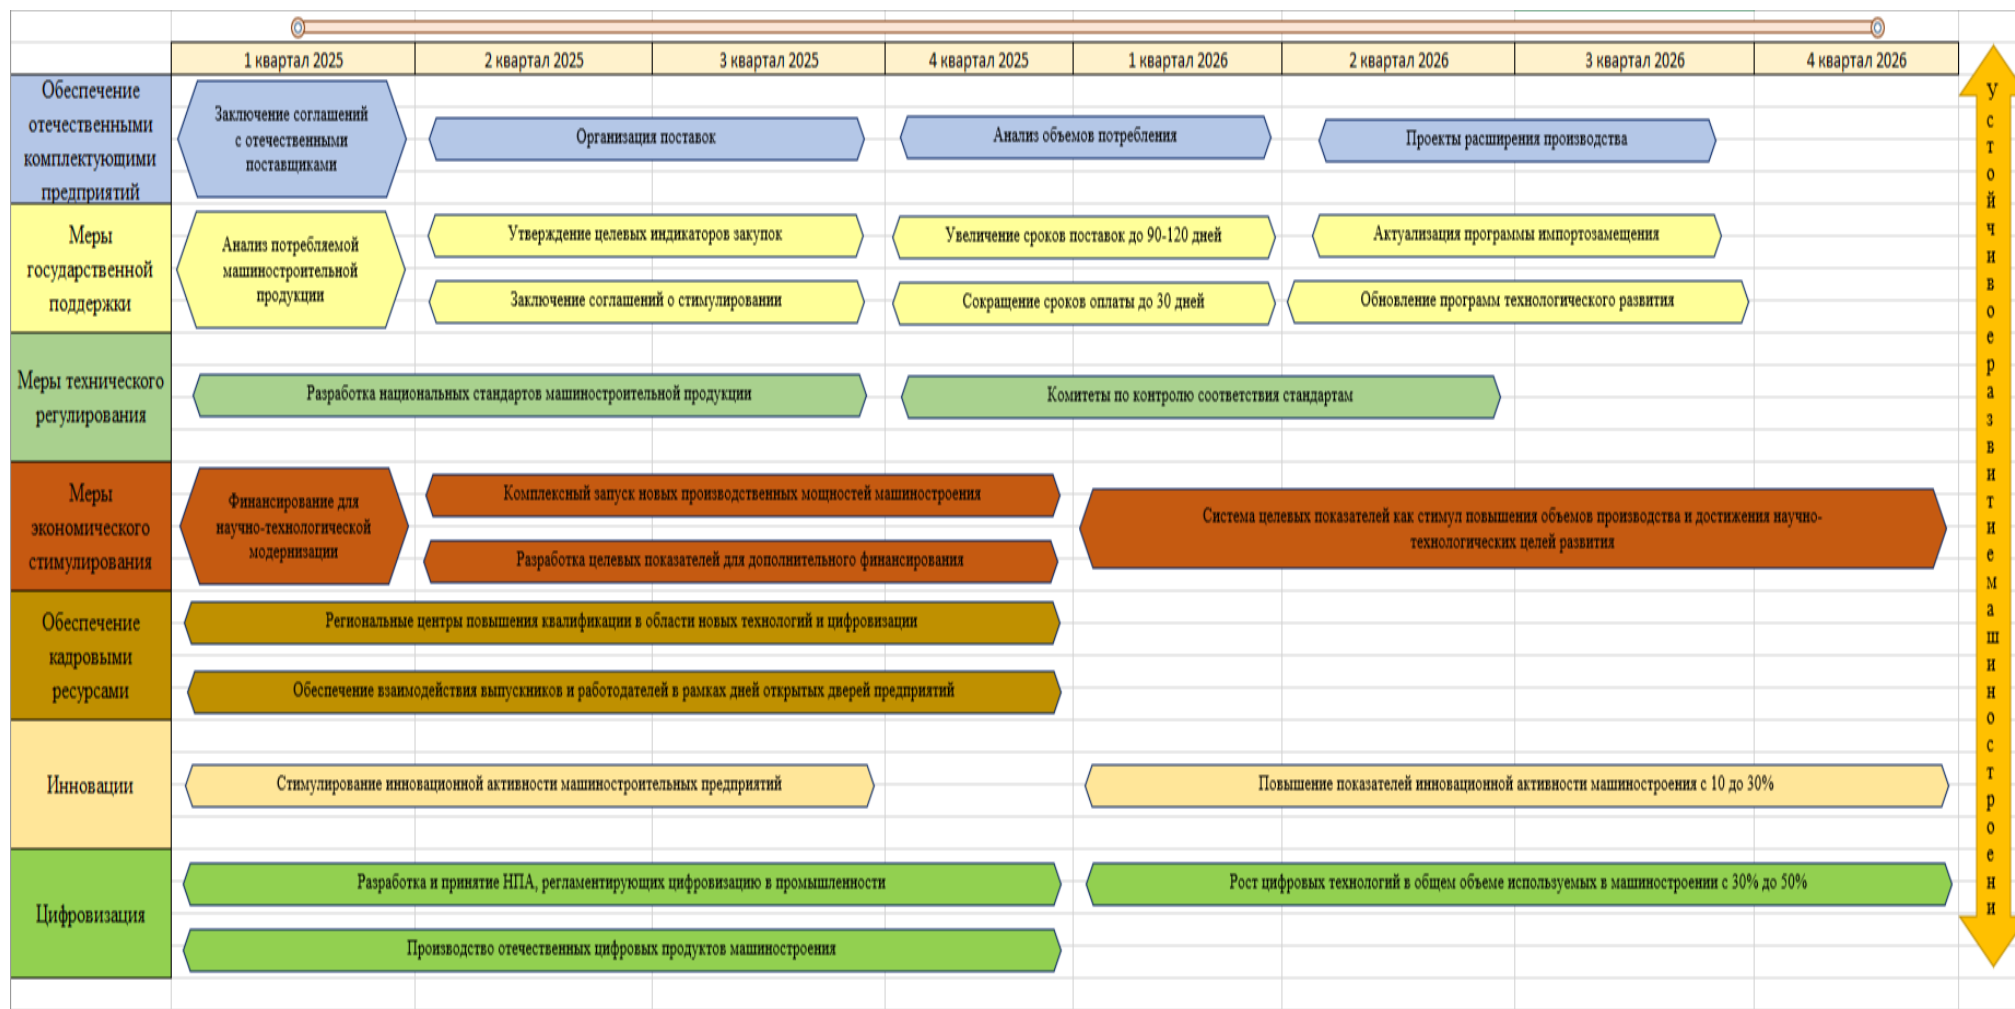 1 квартал 2025
2 квартал 2025
3 квартал 2025
4 квартал 2025
1 квартал 2026
2 квартал 2026
3 квартал 2026
4 квартал 2026
Обеспечение
отечественными
комплектующими
предприятий
Заключение соглашений
с отечественными
поставщиками
Организация поставок
Анализ объемов потребления
Проекты расширения производства
Меры
государственной
поддержки
Анализ потребляемой
машиностроительной
продукции
Утверждение целевых индикаторов закупок
Увеличение сроков поставок до 90-120 дней
Актуализация программы импортозамещения
Заключение соглашений о стимулировании
Сокращение сроков оплаты до 30 дней
Обновление программ технологического развития
Меры технического
регулирования
Разработка национальных стандартов машиностроительной продукции
Комитеты по контролю соответствия стандартам
Меры
экономического
стимулирования
Финансирование для
научно-технологической
модернизации
Комплексный запуск новых производственных мощностей машиностроения
Разработка целевых показателей для дополнительного финансирования
Система целевых показателей как стимул повышения объемов производства и достижения научно-
технологических целей развития
Обеспечение
кадровыми
ресурсами
Региональные центры повышения квалификации в области новых технологий и цифровизации
Обеспечение взаимодействия выпускников и работодателей в рамках дней открытых дверей предприятий
Инновации
Стимулирование инновационной активности машиностроительных предприятий
Повышение показателей инновационной активности машиностроения с 10 до 30%
Цифровизация
Разработка и принятие НПА, регламентирующих цифровизацию в промышленности
Рост цифровых технологий в общем объеме используемых в машиностроении с 30% до 50%
Производство отечественных цифровых продуктов машиностроения
Устойчивое развитие машиностроени